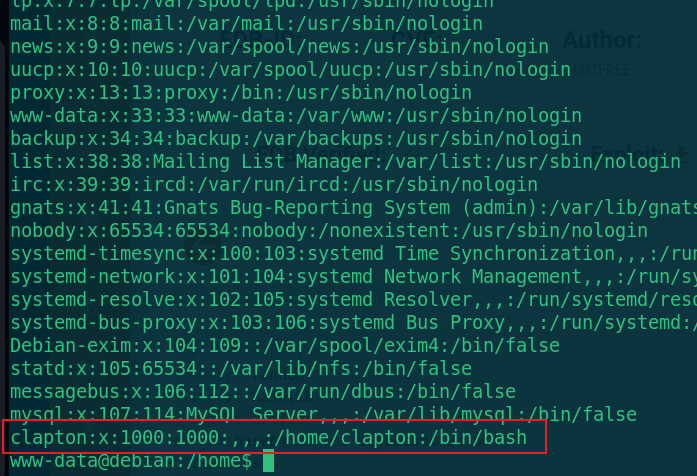 lp:x:7:7:lp:/var/spool/lpd:/usr/sbin/nologin
mail:x:8:8:mail:/var/mail:/usr/sbin/nologin
news:x:9:9:news:/var/spool/news:/usr/sbin/nologin
uucp:x:10:10:uucp:/var/spool/uucp:/usr/sbin/nologin
proxy:x:13:13:proxy:/bin:/usr/sbin/nologin
www-data:x:33:33:www-data:/var/www:/usr/sbin/nologin
backup:x:34:34:backup:/var/backups:/usr/sbin/nologin
list:x:38:38:Mailing List Manager:/var/list:/usr/sbin/nologin
irc:x:39:39:ircd:/var/run/ircd:/usr/sbin/nologin
gnats:x:41:41:Gnats Bug-Reporting System (admin):/var/lib/gnats
nobody:x:65534:65534:nobody:/nonexistent:/usr/sbin/nologin
systemd-timesync:x:100:103:systemd Time Synchronization,,,:/run
systemd-network:x:101:104:systemd Network Management,,,:/run/sy
systemd-resolve:x:102:105:systemd Resolver,,,:/run/systemd/reso
systemd-bus-proxy:x:103:106:systemd Bus Proxy,,,:/run/systemd:/
Debian-exim:x:104:109::/var/spool/exim4:/bin/false
statd:x:105:65534::/var/lib/nfs:/bin/false
messagebus:x:106:112::/var/run/dbus:/bin/false
mysql:x:107:114:MySQL Server,,,:/var/lib/mysql:/bin/false
clapton:x:1000:1000:,,,:/home/clapton:/bin/bash
www-data@debian:/home$
EDB-ID:
CVE:
Author:
EDB Verified:
Exploit: